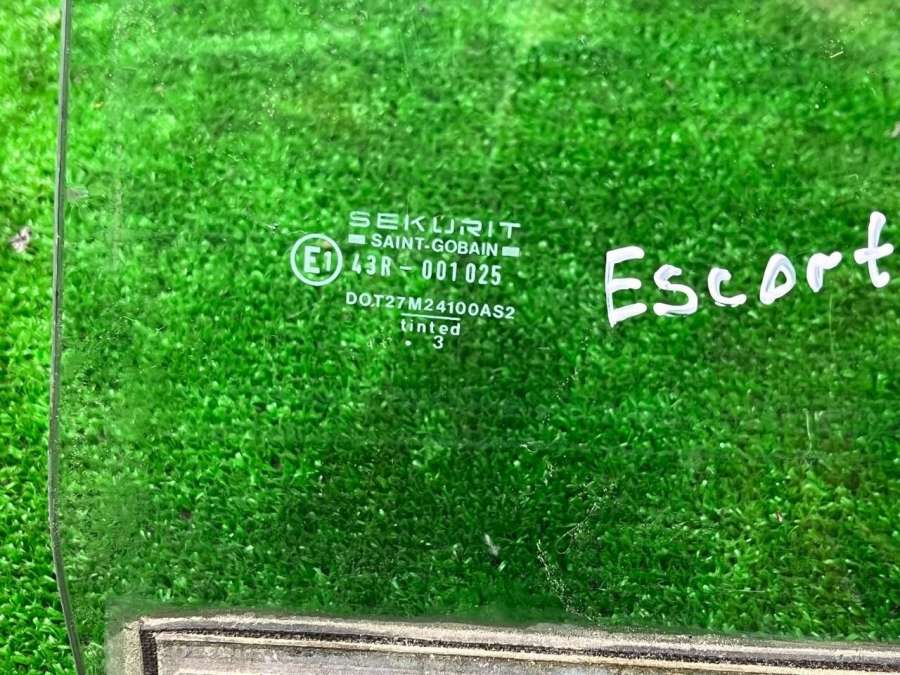 SEKURIT
SAINT-GOBAIN
E1 43R - 001025
DOT27M24100AS2
tinted
. 3
Escort